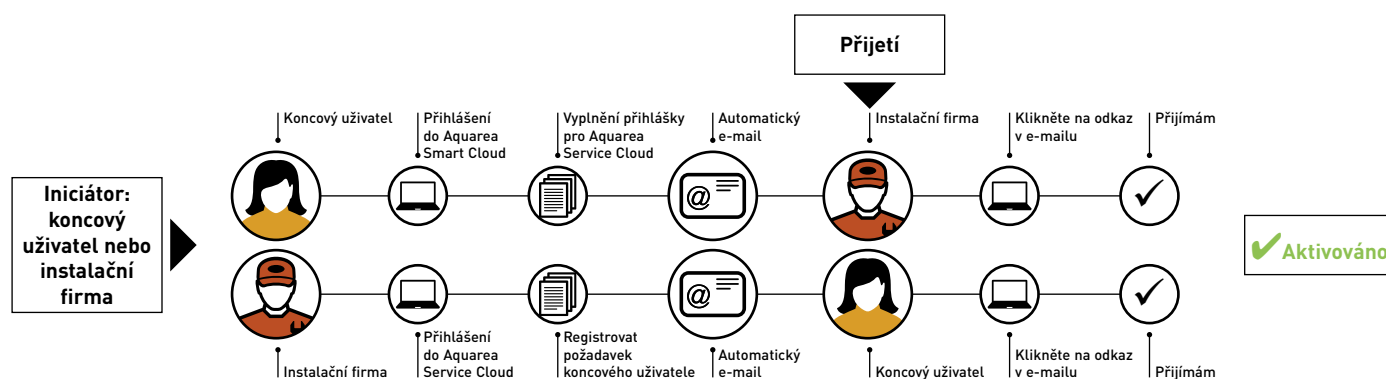 Přijetí
Koncový uživatel
Přihlášení
do Aquarea
Smart Cloud
Vyplnění přihlášky
pro Aquarea
Service Cloud
Automatický
e-mail
Instalační firma
Klikněte na odkaz
v e-mailu
Přijímám
Iniciátor:
koncový
uživatel nebo
instalační
firma
@
@
Aktivováno
Instalační firma
Přihlášení
do Aquarea
Service Cloud
Registrovat
požadavek
koncového uživatele
Automatický
e-mail
Koncový uživatel
Klikněte na odkaz
v e-mailu
Přijímám